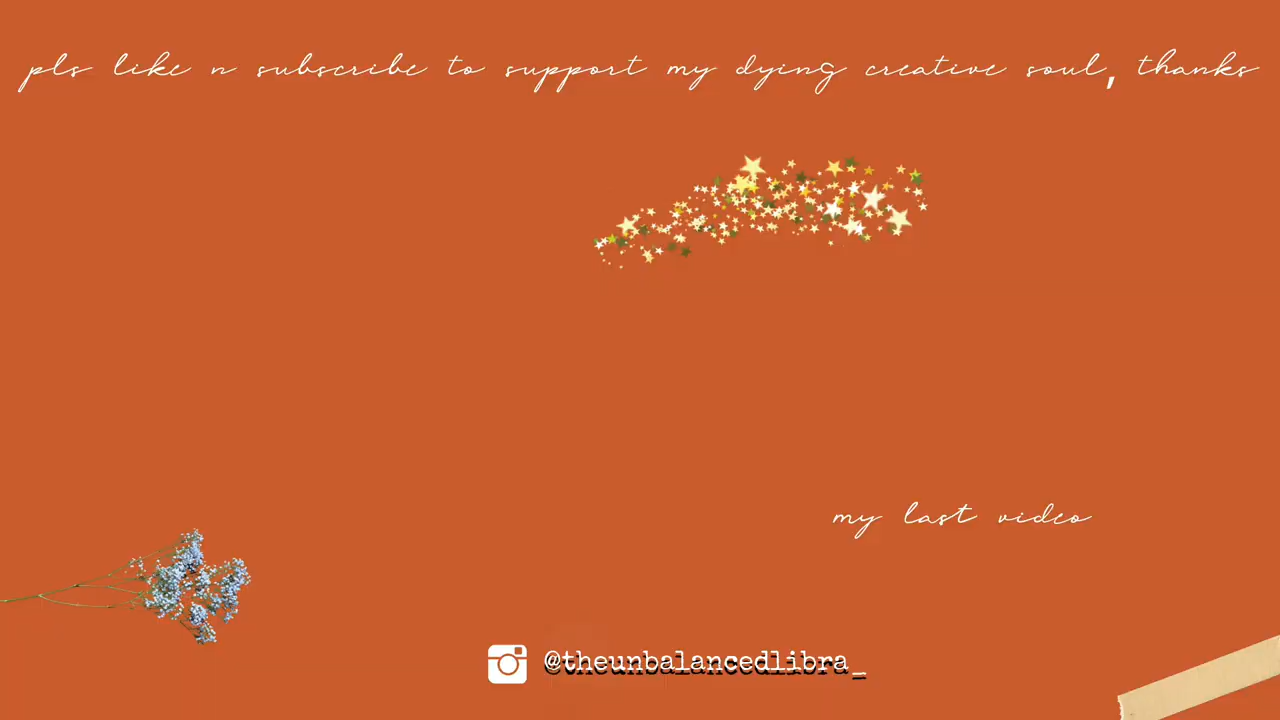 pls like n subscribe to support my dying creative soul, thanks
my last video
@theunbalancedlibra_